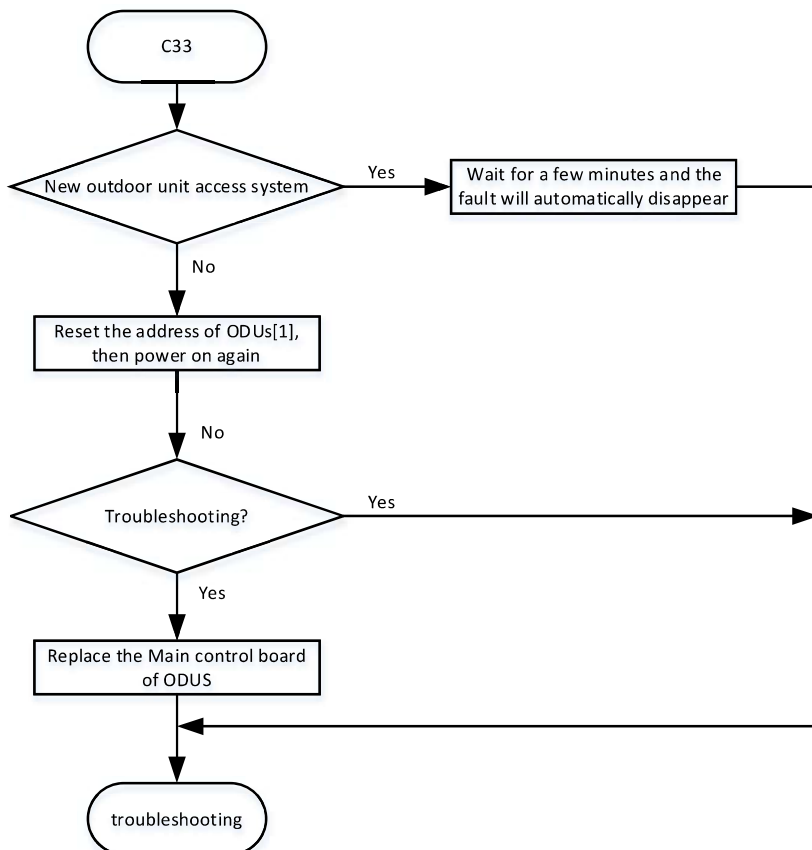 C33
New outdoor unit access system
Yes
Wait for a few minutes and the
fault will automatically disappear
No
Reset the address of ODUs[1],
then power on again
No
Troubleshooting?
Yes
Yes
Replace the Main control board
of ODUS
troubleshooting